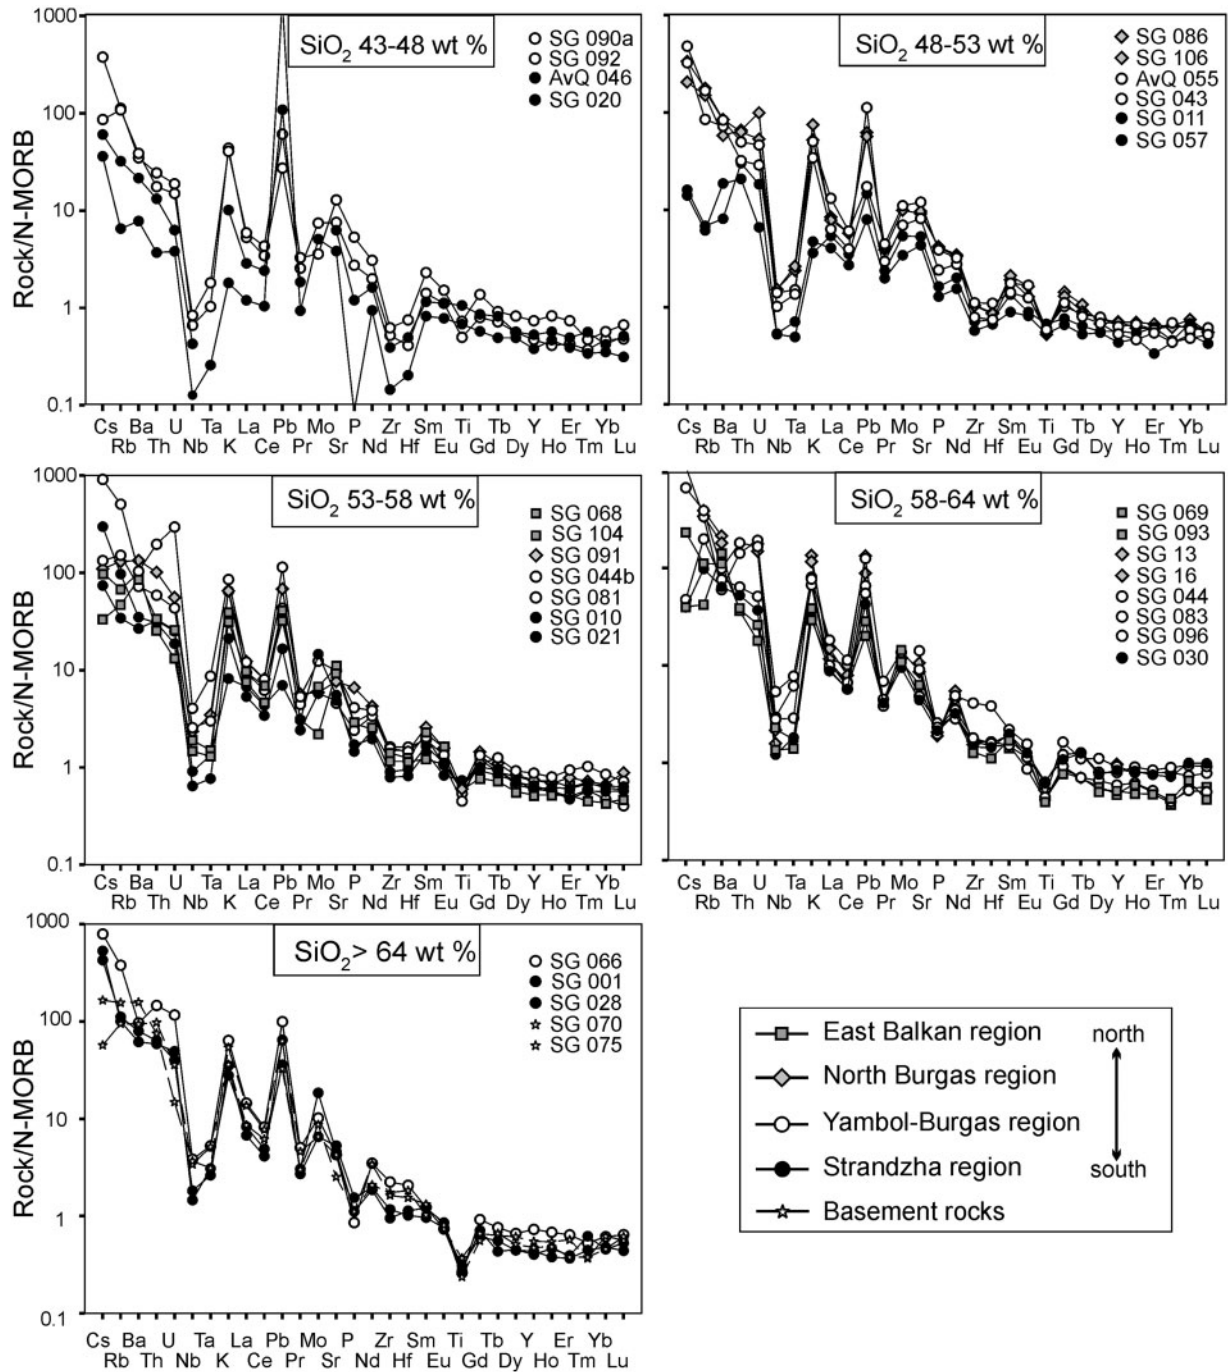 1000
100
10
1
0.1
Rock/N-MORB
SiO2 43-48 wt %
SG 090a
SG 092
AvQ 046
SG 020
Cs Ba U Ta La Pb Mo P Zr Sm Ti Tb Y Er Yb
Rb Th Nb K Ce Pr Sr Nd Hf Eu Gd Dy Ho Tm Lu
SiO2 48-53 wt %
SG 086
SG 106
AvQ 055
SG 043
SG 011
SG 057
Cs Ba U Ta La Pb Mo P Zr Sm Ti Tb Y Er Yb
Rb Th Nb K Ce Pr Sr Nd Hf Eu Gd Dy Ho Tm Lu
1000
100
10
1
0.1
Rock/N-MORB
SiO2 53-58 wt %
SG 068
SG 104
SG 091
SG 044b
SG 081
SG 010
SG 021
Cs Ba U Ta La Pb Mo P Zr Sm Ti Tb Y Er Yb
Rb Th Nb K Ce Pr Sr Nd Hf Eu Gd Dy Ho Tm Lu
SiO2 58-64 wt %
SG 069
SG 093
SG 13
SG 16
SG 044
SG 083
SG 096
SG 030
Cs Ba U Ta La Pb Mo P Zr Sm Ti Tb Y Er Yb
Rb Th Nb K Ce Pr Sr Nd Hf Eu Gd Dy Ho Tm Lu
1000
100
10
1
0.1
Rock/N-MORB
SiO2> 64 wt %
SG 066
SG 001
SG 028
SG 070
SG 075
Cs Ba U Ta La Pb Mo P Zr Sm Ti Tb Y Er Yb
Rb Th Nb K Ce Pr Sr Nd Hf Eu Gd Dy Ho Tm Lu
East Balkan region
North Burgas region
Yambol-Burgas region
Strandzha region
Basement rocks
north
south